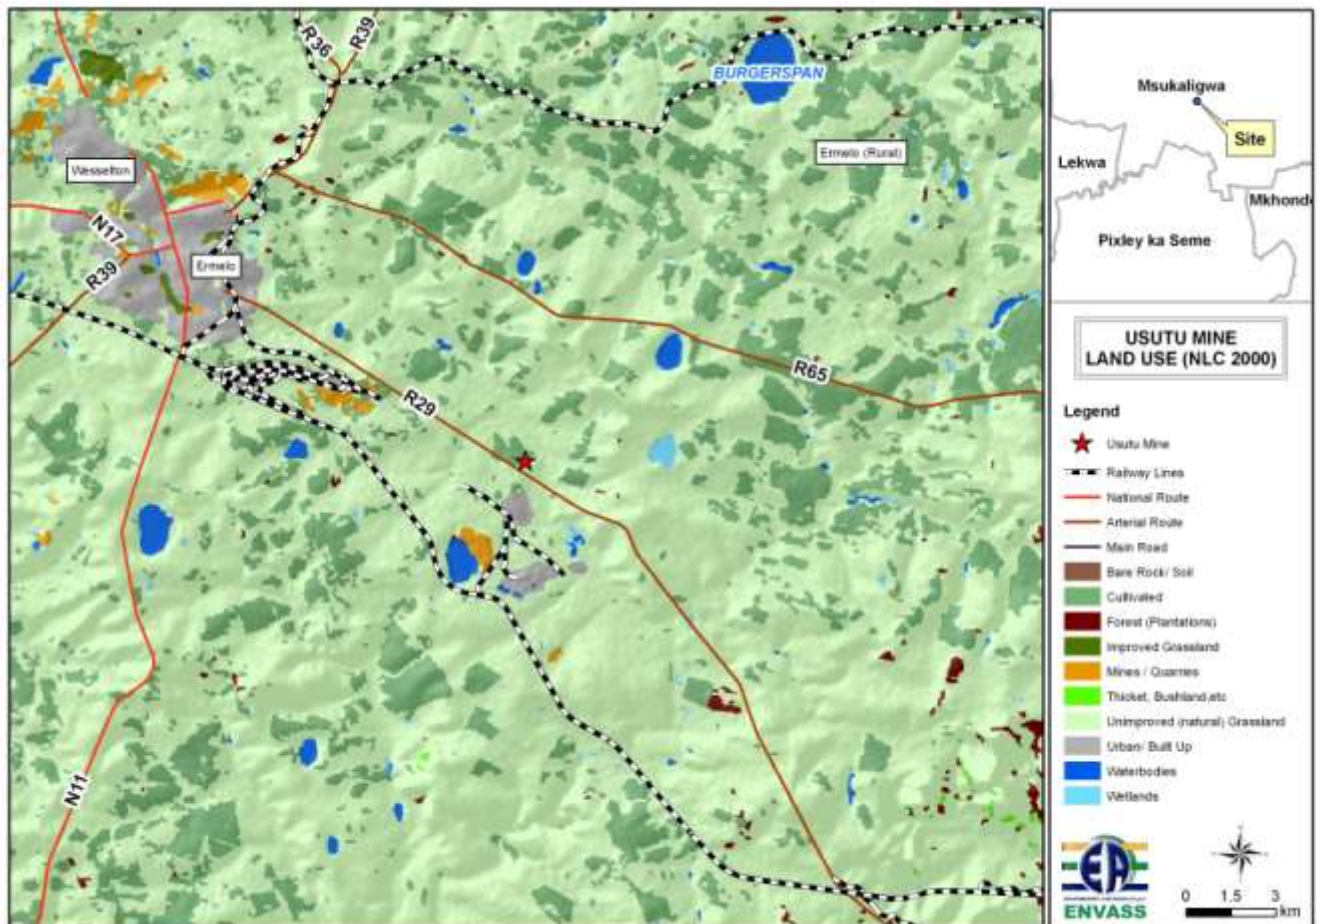 R36
R39
BURGERSPAN
Ermelo (Rural)
Wesselton
N17
R39
Ermelo
R65
R29
N11
Msukaligwa
Site
Lekwa
Mkhond
Pixley ka Seme
USUTU MINE
LAND USE (NLC 2000)
Legend
Usutu Mine
Railway Lines
National Route
Arterial Route
Main Road
Bare Rock/ Soil
Cultivated
Forest (Plantations)
Improved Grassland
Mines / Quarries
Thicket, Bushland,etc
Unimproved (natural) Grassland
Urban/ Built Up
Waterbodies
Wetlands
EA
ENVASS
0 1.5 3
km